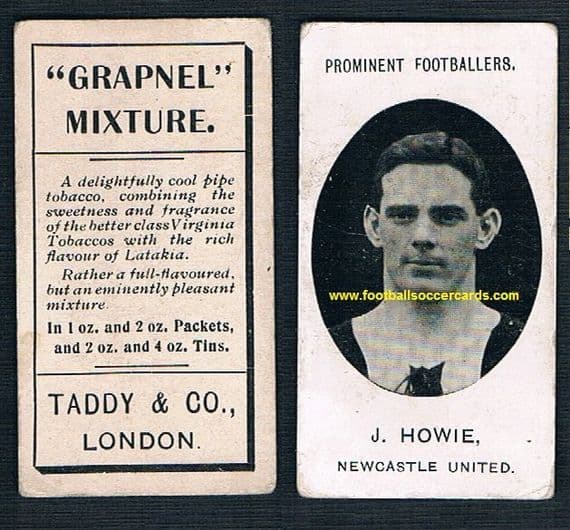 "GRAPNEL"
MIXTURE.
A delightfully cool pipe
tobacco, combining the
sweetness and fragrance
of the better class Virginia
Tobaccos with the rich
flavour of Latakia.
Rather a full-flavoured,
but an eminently pleasant
mixture.
In 1 oz. and 2 oz. Packets,
and 2 oz. and 4 oz. Tins.
TADDY & CO.,
LONDON.
PROMINENT FOOTBALLERS.
www.footballsoccercards.com
J. HOWIE,
NEWCASTLE UNITED.